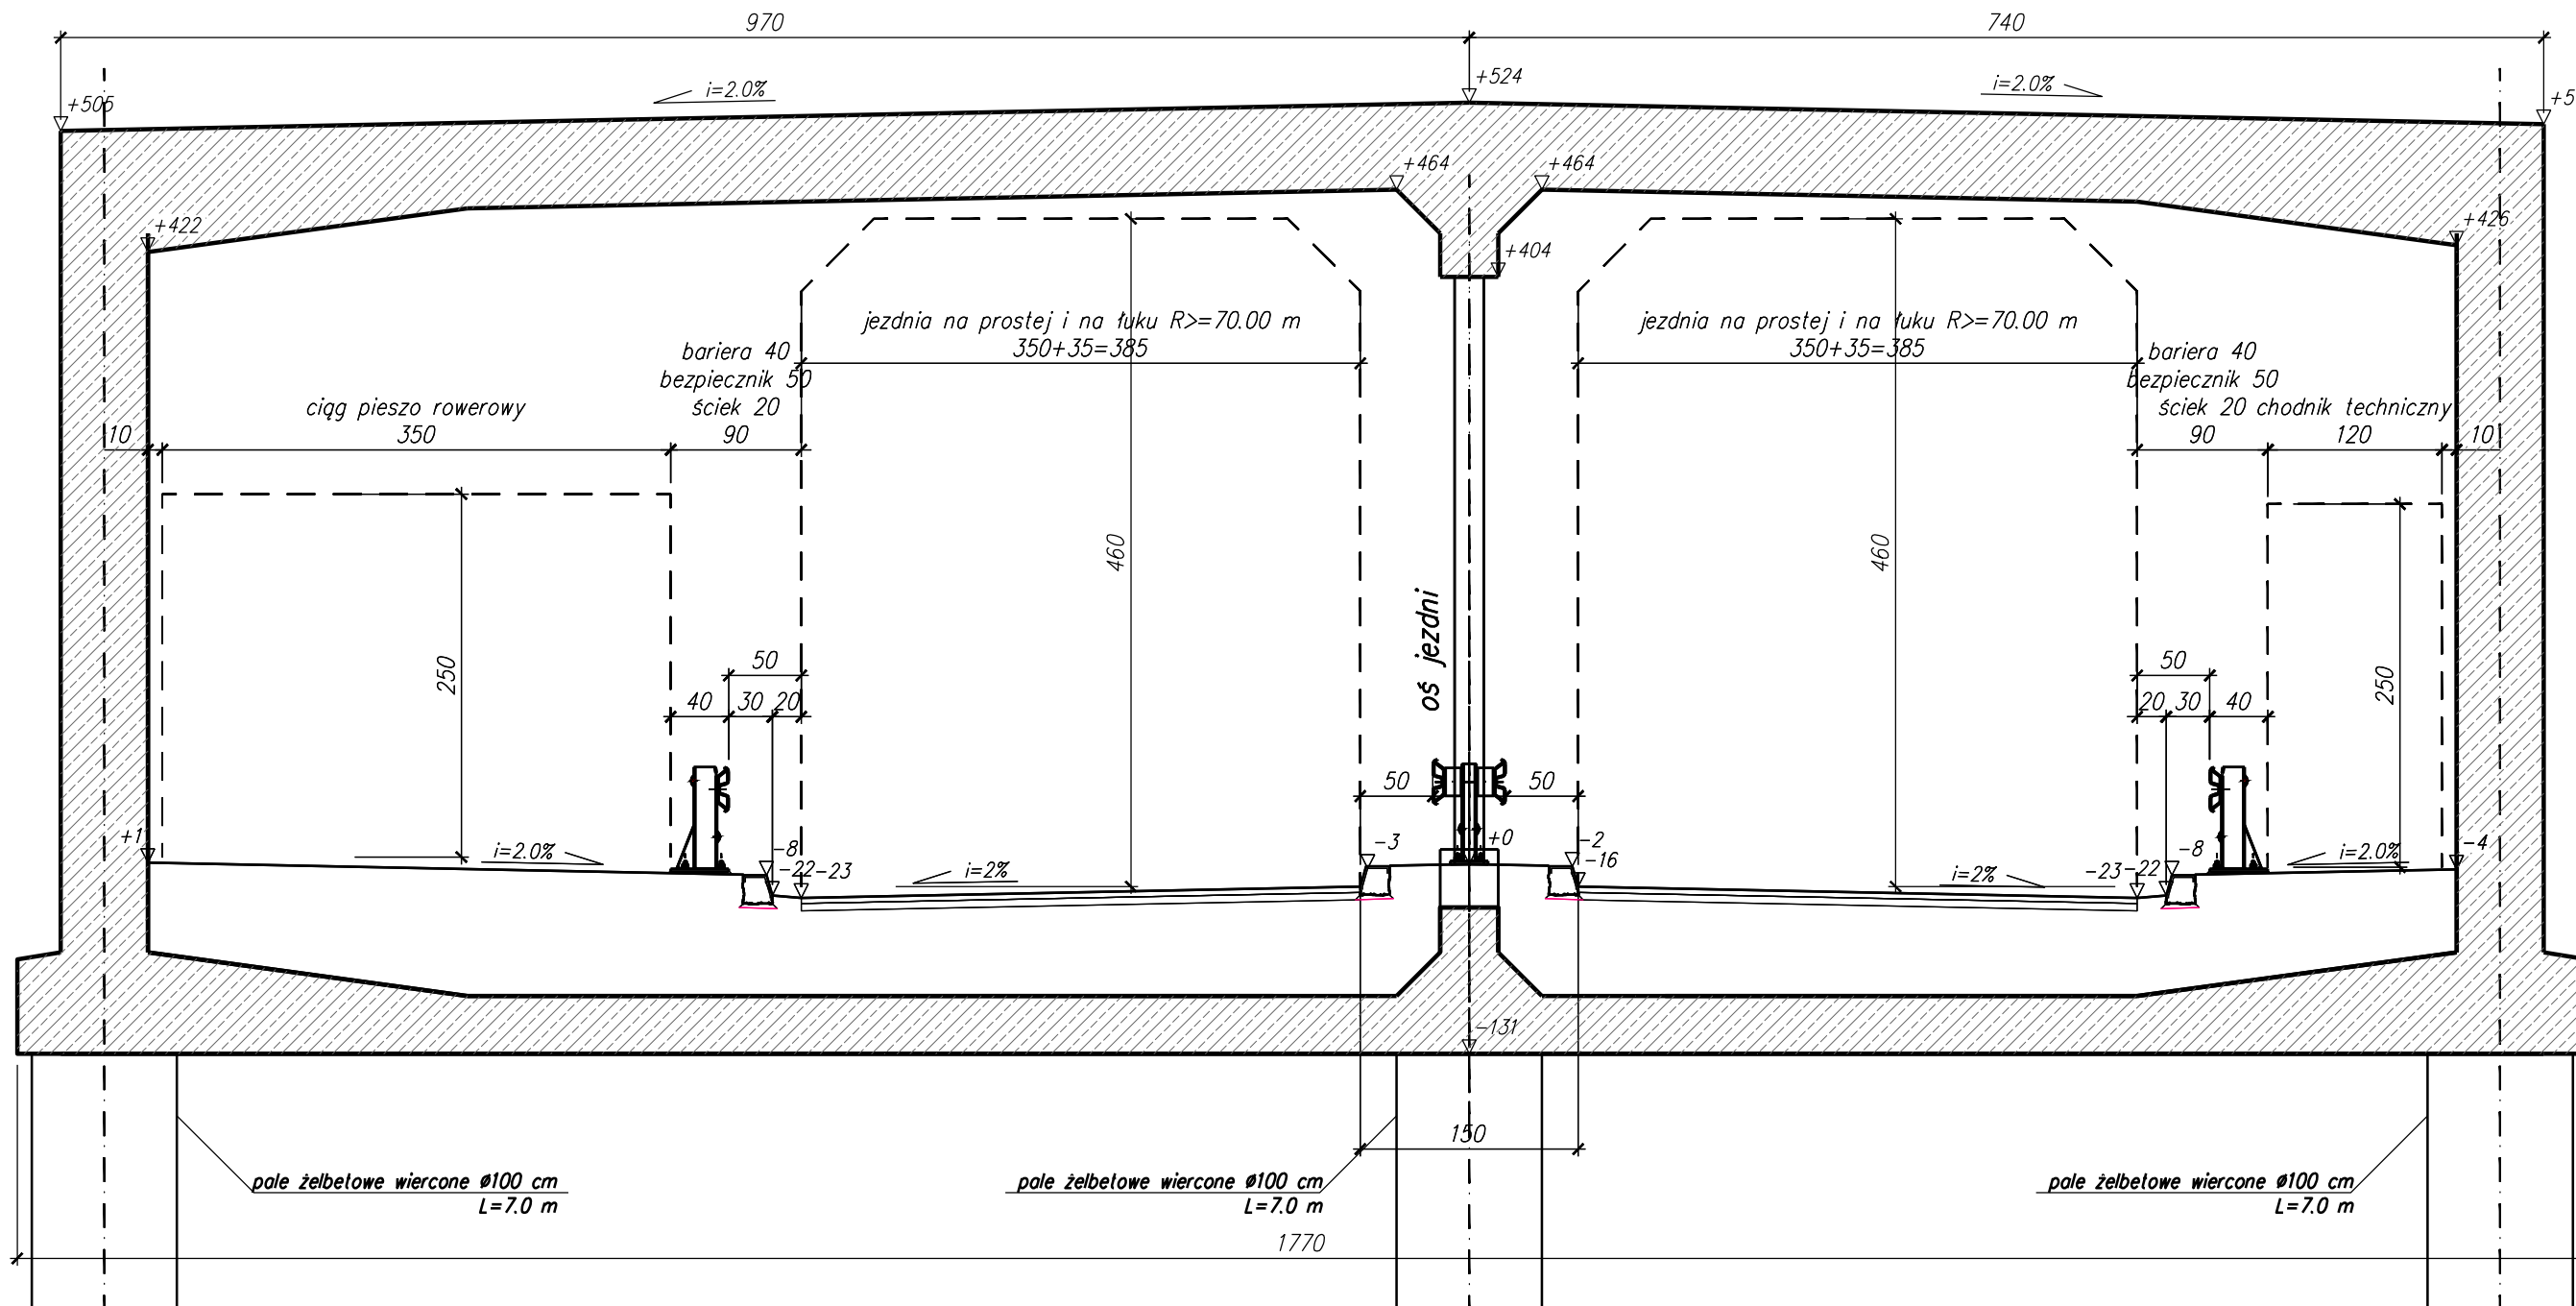 970
740
+505
i=2.0%
+524
i=2.0%
+5
+464
+464
+422
+404
+426
jezdnia na prostej i na łuku R>=70.00 m
350+35=385
jezdnia na prostej i na łuku R>=70.00 m
350+35=385
bariera 40
bezpiecznik 50
ściek 20
90
bariera 40
bezpiecznik 50
ściek 20 chodnik techniczny
90
120
10
10
ciąg pieszo rowerowy
350
460
460
250
250
oś jezdni
50
40 30 20
50
20 30 40
50
50
+1
i=2.0%
-8
-22
-23
i=2%
-3
+0
-2
-16
i=2%
-23
-22
-8
i=2.0%
-4
-131
150
pale żelbetowe wiercone ø100 cm
L=7.0 m
pale żelbetowe wiercone ø100 cm
L=7.0 m
pale żelbetowe wiercone ø100 cm
L=7.0 m
1770